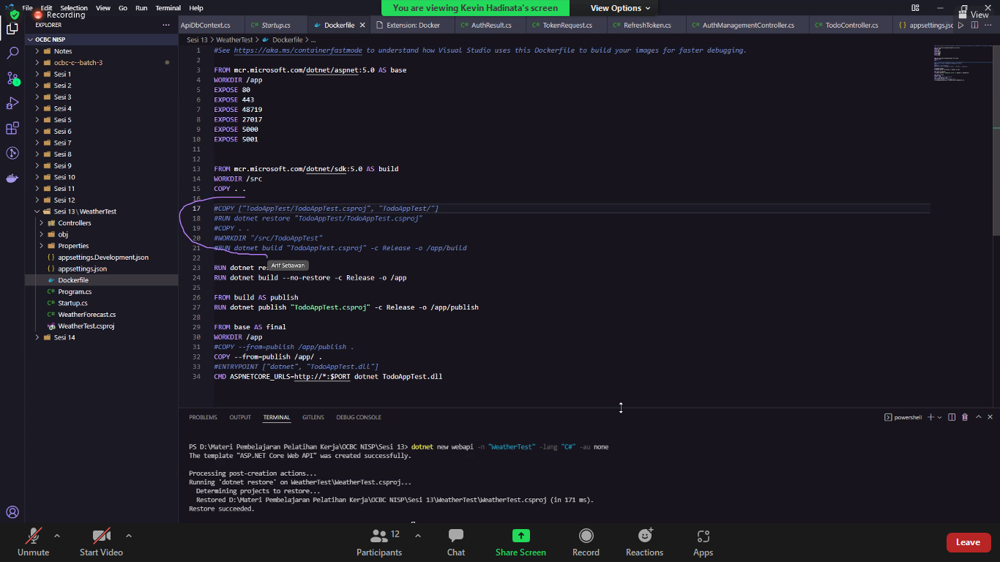 File Edit Selection View Go Run Terminal Help
Recording
You are viewing Kevin Hadinata's screen
View Options
View
EXPLORER
ApiDbContext.cs
Startup.cs
Dockerfile
Extension: Docker
AuthResult.cs
TokenRequest.cs
RefreshToken.cs
AuthManagementController.cs
TodoController.cs
appsettings.jsc
OCBC NISP
Notes
ocbc-c--batch-3
Sesi 1
Sesi 2
Sesi 3
Sesi 4
Sesi 5
Sesi 6
Sesi 7
Sesi 8
Sesi 9
Sesi 10
Sesi 11
Sesi 12
Sesi 13 \ WeatherTest
Controllers
obj
Properties
appsettings.Development.json
appsettings.json
Dockerfile
Program.cs
Startup.cs
WeatherForecast.cs
WeatherTest.csproj
Sesi 14
Sesi 13 > WeatherTest > Dockerfile > ...
1 #See https://aka.ms/containerfastmode to understand how Visual Studio uses this Dockerfile to build your images for faster debugging.
2
3 FROM mcr.microsoft.com/dotnet/aspnet:5.0 AS base
4 WORKDIR /app
5 EXPOSE 80
6 EXPOSE 443
7 EXPOSE 48719
8 EXPOSE 27017
9 EXPOSE 5000
10 EXPOSE 5001
11
12
13 FROM mcr.microsoft.com/dotnet/sdk:5.0 AS build
14 WORKDIR /src
15 COPY . .
16
17 #COPY ["TodoAppTest/TodoAppTest.csproj", "TodoAppTest/"]
18 #RUN dotnet restore "TodoAppTest/TodoAppTest.csproj"
19 #COPY . .
20 #WORKDIR "/src/TodoAppTest"
21 #RUN dotnet build "TodoAppTest.csproj" -c Release -o /app/build
22
Arif Setiawan
23 RUN dotnet re
24 RUN dotnet build --no-restore -c Release -o /app
25
26 FROM build AS publish
27 RUN dotnet publish "TodoAppTest.csproj" -c Release -o /app/publish
28
29 FROM base AS final
30 WORKDIR /app
31 #COPY --from=publish /app/publish .
32 COPY --from=publish /app/ .
33 #ENTRYPOINT ["dotnet", "TodoAppTest.dll"]
34 CMD ASPNETCORE_URLS=http://*:$PORT dotnet TodoAppTest.dll
PROBLEMS OUTPUT TERMINAL GITLENS DEBUG CONSOLE
powershell
PS D:\Materi Pembelajaran Pelatihan Kerja\OCBC NISP\Sesi 13> dotnet new webapi -n "WeatherTest" -lang "C#" -au none
The template "ASP.NET Core Web API" was created successfully.
Processing post-creation actions...
Running 'dotnet restore' on WeatherTest\WeatherTest.csproj...
Determining projects to restore...
Restored D:\Materi Pembelajaran Pelatihan Kerja\OCBC NISP\Sesi 13\WeatherTest\WeatherTest.csproj (in 171 ms).
Restore succeeded.
Unmute
Start Video
12
Participants
Chat
Share Screen
Record
Reactions
Apps
Leave